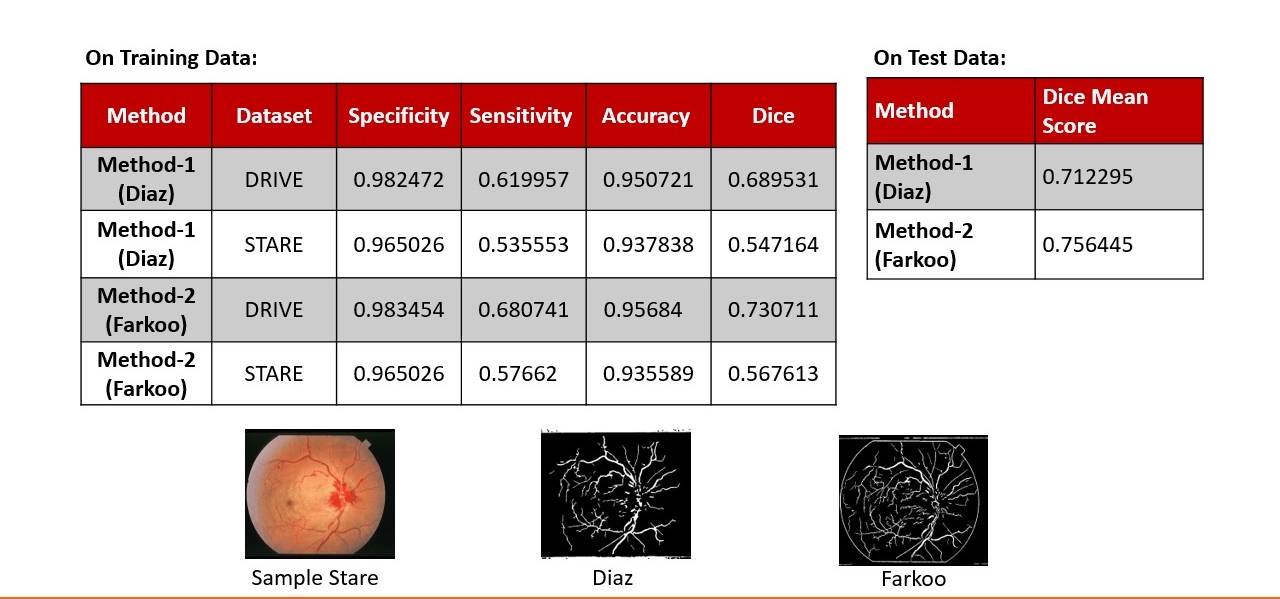 On Training Data:
Method Dataset Specificity Sensitivity Accuracy Dice
Method-1
(Diaz) DRIVE 0.982472 0.619957 0.950721 0.689531
Method-1
(Diaz) STARE 0.965026 0.535553 0.937838 0.547164
Method-2
(Farkoo) DRIVE 0.983454 0.680741 0.95684 0.730711
Method-2
(Farkoo) STARE 0.965026 0.57662 0.935589 0.567613
On Test Data:
Method Dice Mean
Score
Method-1
(Diaz) 0.712295
Method-2
(Farkoo) 0.756445
Sample Stare
Diaz
Farkoo